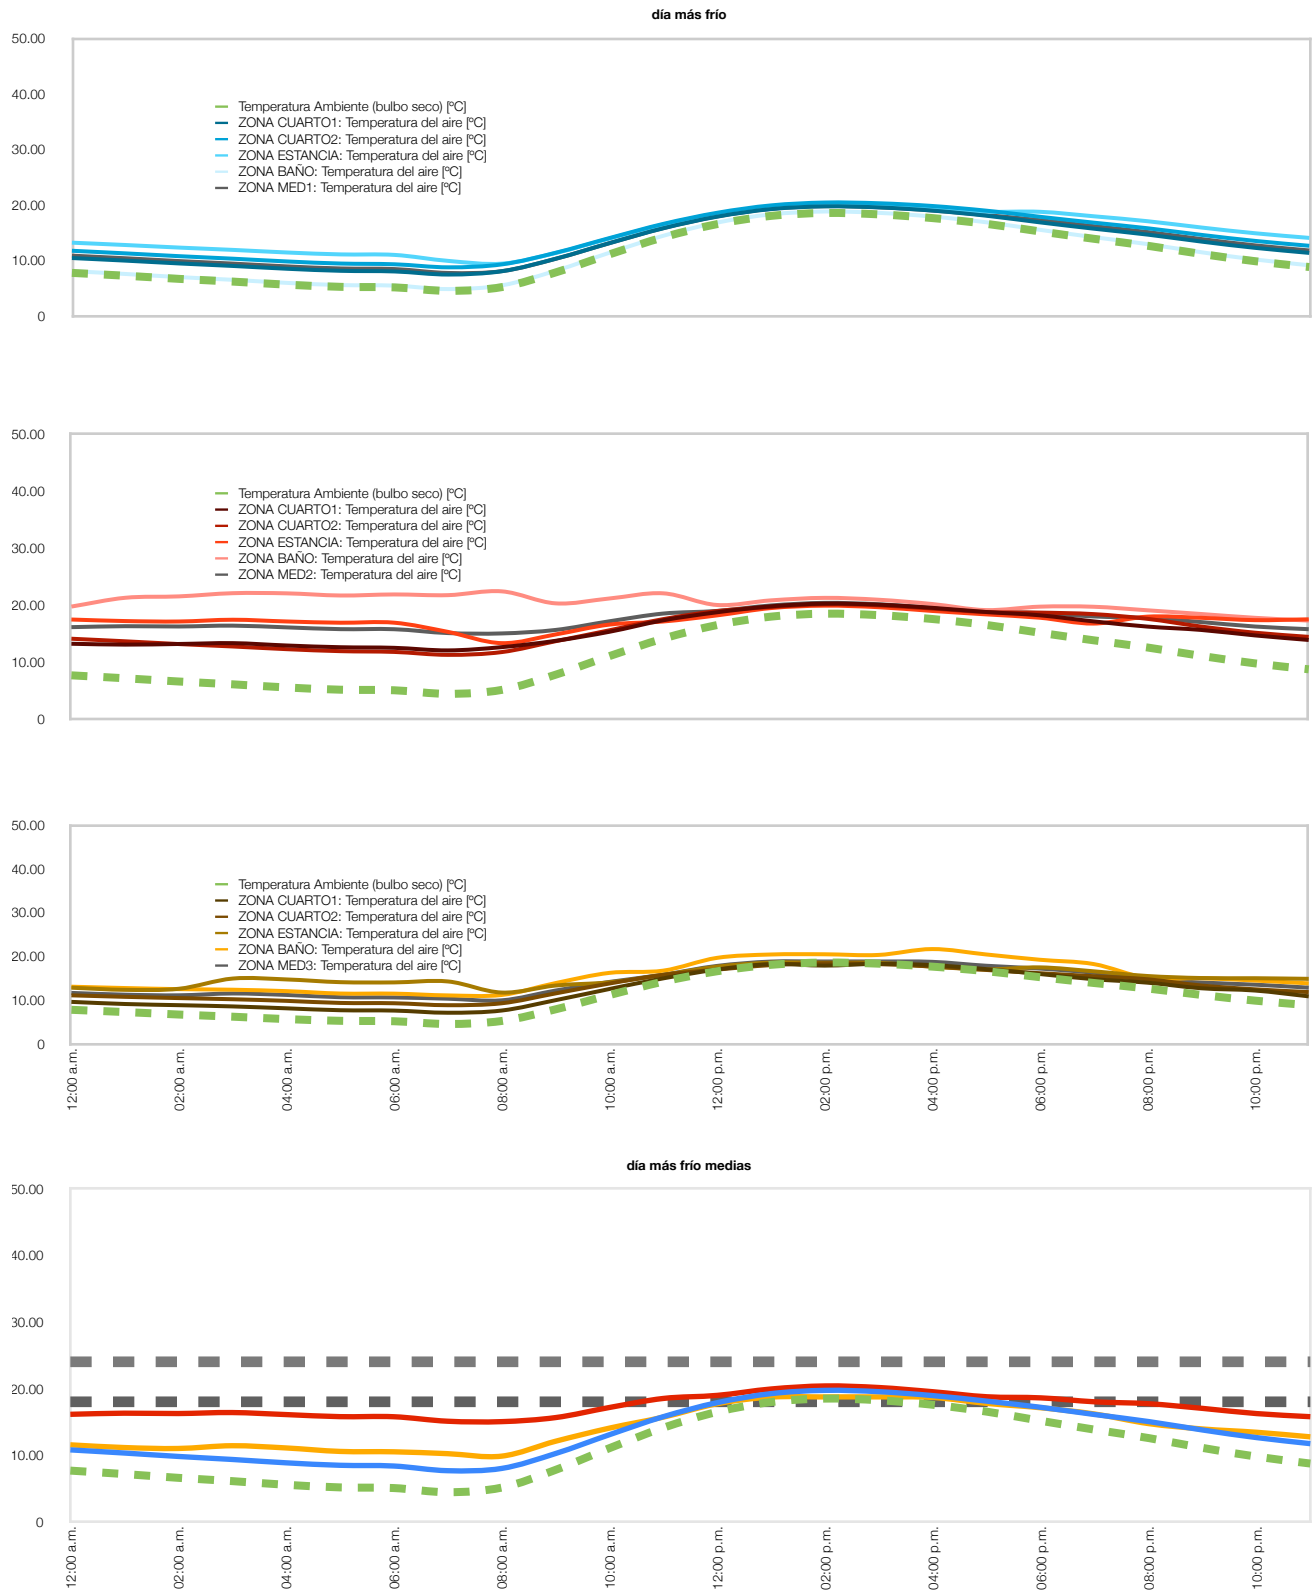 día más frío
50.00
40.00
30.00
20.00
10.00
0
Temperatura Ambiente (bulbo seco) [ºC]
ZONA CUARTO1: Temperatura del aire [ºC]
ZONA CUARTO2: Temperatura del aire [ºC]
ZONA ESTANCIA: Temperatura del aire [ºC]
ZONA BAÑO: Temperatura del aire [ºC]
ZONA MED1: Temperatura del aire [ºC]
50.00
40.00
30.00
20.00
10.00
0
Temperatura Ambiente (bulbo seco) [ºC]
ZONA CUARTO1: Temperatura del aire [ºC]
ZONA CUARTO2: Temperatura del aire [ºC]
ZONA ESTANCIA: Temperatura del aire [ºC]
ZONA BAÑO: Temperatura del aire [ºC]
ZONA MED2: Temperatura del aire [ºC]
50.00
40.00
30.00
20.00
10.00
0
Temperatura Ambiente (bulbo seco) [ºC]
ZONA CUARTO1: Temperatura del aire [ºC]
ZONA CUARTO2: Temperatura del aire [ºC]
ZONA ESTANCIA: Temperatura del aire [ºC]
ZONA BAÑO: Temperatura del aire [ºC]
ZONA MED3: Temperatura del aire [ºC]
12:00 a.m.
02:00 a.m.
04:00 a.m.
06:00 a.m.
08:00 a.m.
10:00 a.m.
12:00 p.m.
02:00 p.m.
04:00 p.m.
06:00 p.m.
08:00 p.m.
10:00 p.m.
día más frío medias
50.00
40.00
30.00
20.00
10.00
0
12:00 a.m.
02:00 a.m.
04:00 a.m.
06:00 a.m.
08:00 a.m.
10:00 a.m.
12:00 p.m.
02:00 p.m.
04:00 p.m.
06:00 p.m.
08:00 p.m.
10:00 p.m.